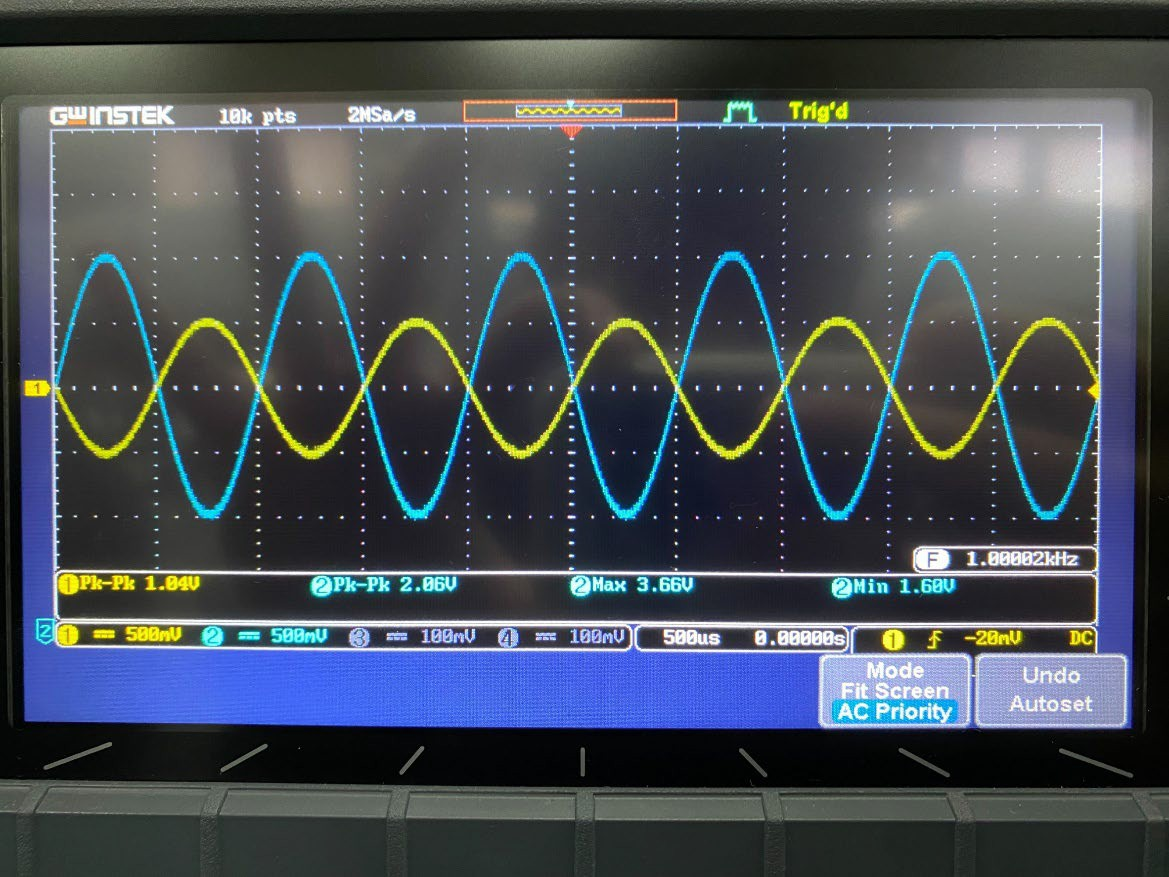 GWINSTEK 10k pts 2MSa/s Trig'd
1
F 1.00002kHz
1 Pk-Pk 1.04V 2 Pk-Pk 2.06V 2 Max 3.66V 2 Min 1.60V
2 1 500mV 2 500mV 3 100mV 4 100mV 500us 0.00000s 1 -20mV DC
Mode
Fit Screen
AC Priority
Undo
Autoset